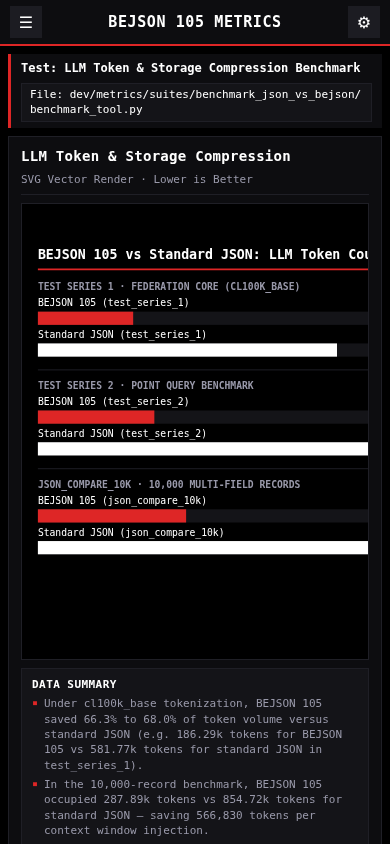 ☰
BEJSON 105 METRICS
⚙
Test: LLM Token & Storage Compression Benchmark
File: dev/metrics/suites/benchmark_json_vs_bejson/
benchmark_tool.py
LLM Token & Storage Compression
SVG Vector Render · Lower is Better
BEJSON 105 vs Standard JSON: LLM Token Cou
TEST SERIES 1 · FEDERATION CORE (CL100K_BASE)
BEJSON 105 (test_series_1)
Standard JSON (test_series_1)
TEST SERIES 2 · POINT QUERY BENCHMARK
BEJSON 105 (test_series_2)
Standard JSON (test_series_2)
JSON_COMPARE_10K · 10,000 MULTI-FIELD RECORDS
BEJSON 105 (json_compare_10k)
Standard JSON (json_compare_10k)
DATA SUMMARY
▪ Under cl100k_base tokenization, BEJSON 105
saved 66.3% to 68.0% of token volume versus
standard JSON (e.g. 186.29k tokens for BEJSON
105 vs 581.77k tokens for standard JSON in
test_series_1).
▪ In the 10,000-record benchmark, BEJSON 105
occupied 287.89k tokens vs 854.72k tokens for
standard JSON — saving 566,830 tokens per
context window injection.